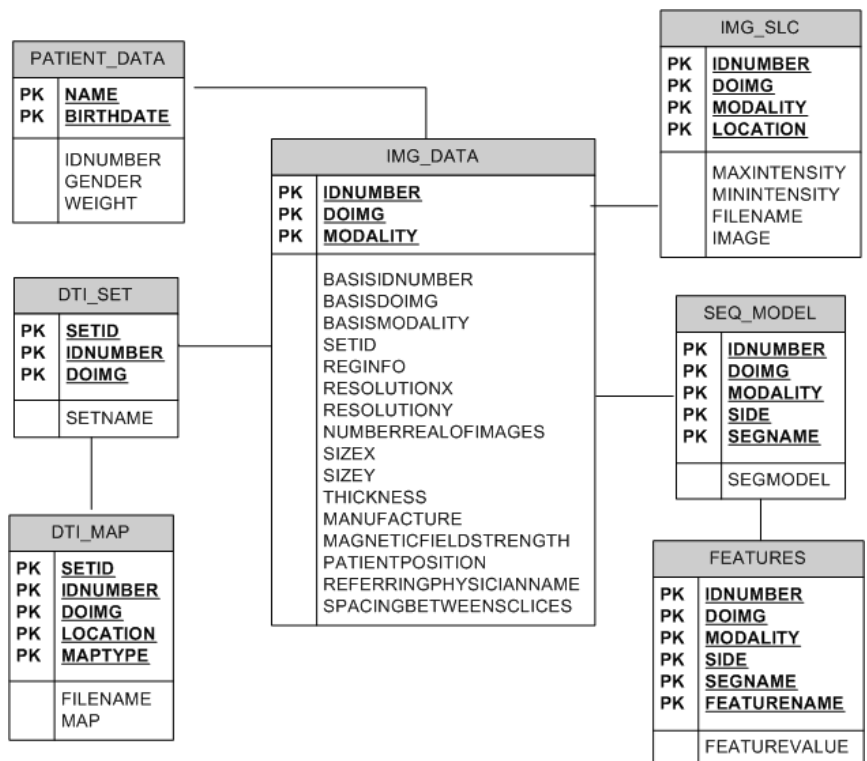 PATIENT_DATA
PK NAME
PK BIRTHDATE
IDNUMBER
GENDER
WEIGHT
IMG_SLC
PK IDNUMBER
PK DOIMG
PK MODALITY
PK LOCATION
MAXINTENSITY
MININTENSITY
FILENAME
IMAGE
IMG_DATA
PK IDNUMBER
PK DOIMG
PK MODALITY
BASISIDNUMBER
BASISDOIMG
BASISMODALITY
SETID
REGINFO
RESOLUTIONX
RESOLUTIONY
NUMBERREALOFIMAGES
SIZEX
SIZEY
THICKNESS
MANUFACTURE
MAGNETICFIELDSTRENGTH
PATIENTPOSITION
REFERRINGPHYSICIANNAME
SPACINGBETWEENSCLICES
DTI_SET
PK SETID
PK IDNUMBER
PK DOIMG
SETNAME
SEQ_MODEL
PK IDNUMBER
PK DOIMG
PK MODALITY
PK SIDE
PK SEGNAME
SEGMODEL
DTI_MAP
PK SETID
PK IDNUMBER
PK DOIMG
PK LOCATION
PK MAPTYPE
FILENAME
MAP
FEATURES
PK IDNUMBER
PK DOIMG
PK MODALITY
PK SIDE
PK SEGNAME
PK FEATURENAME
FEATUREVALUE